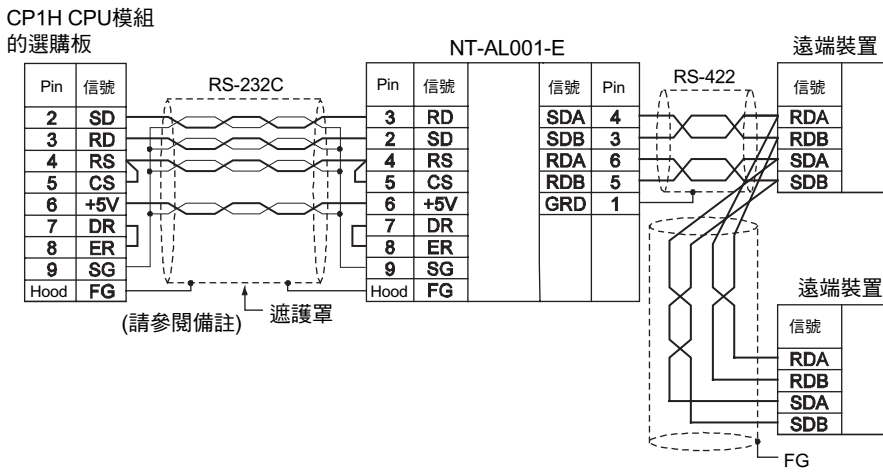 CP1H CPU模組
的選購板
NT-AL001-E
遠端裝置
Pin 信號
RS-232C
Pin 信號
信號 Pin
RS-422
信號
2 SD
3 RD
4 RS
5 CS
6 +5V
7 DR
8 ER
9 SG
Hood FG
3 RD
2 SD
4 RS
5 CS
6 +5V
7 DR
8 ER
9 SG
Hood FG
SDA 4
SDB 3
RDA 6
RDB 5
GRD 1
RDA
RDB
SDA
SDB
(請參閱備註)
遮護罩
遠端裝置
信號
RDA
RDB
SDA
SDB
FG